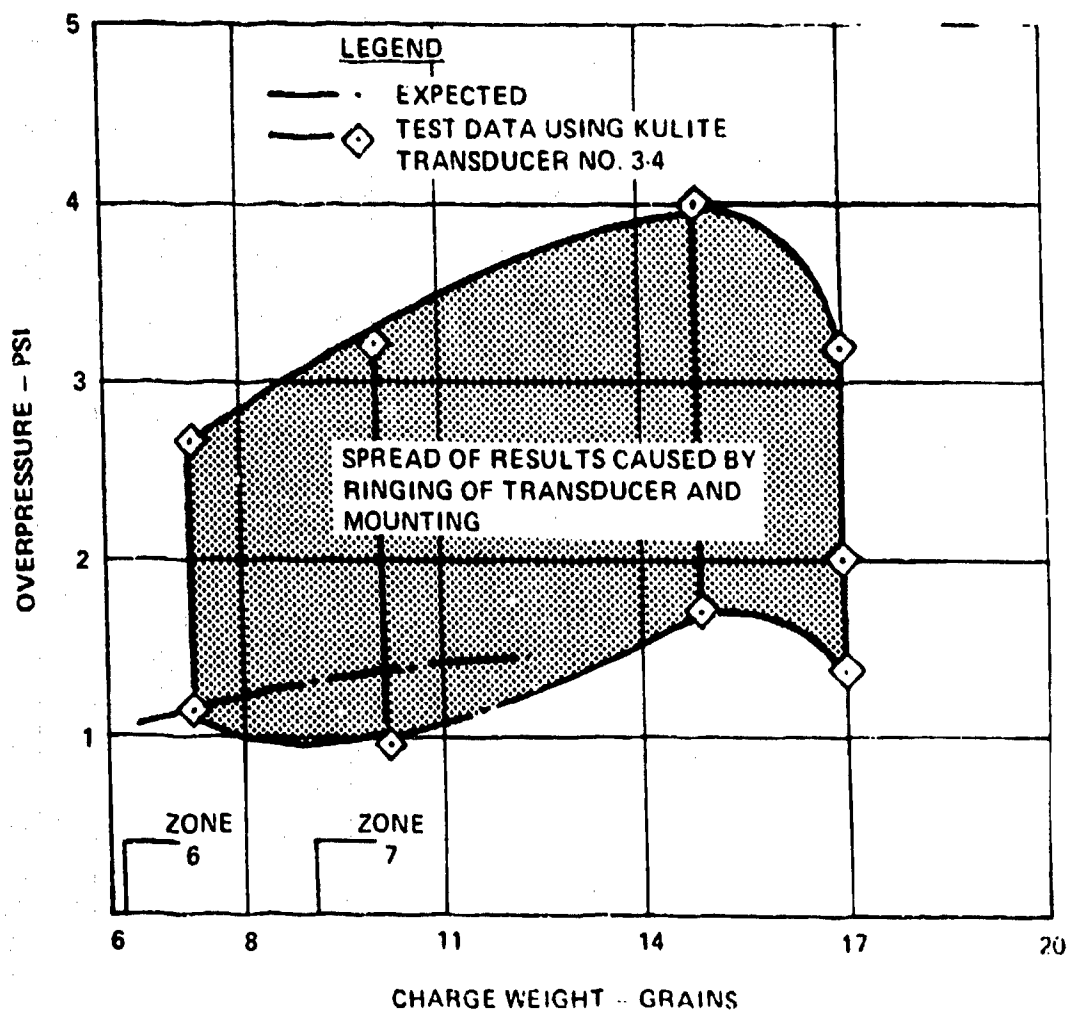 5
LEGEND
EXPECTED
TEST DATA USING KULITE
TRANSDUCER NO. 3-4
4
3
SPREAD OF RESULTS CAUSED BY
RINGING OF TRANSDUCER AND
MOUNTING
2
1
OVERPRESSURE – PSI
ZONE
6
ZONE
7
6 8 11 14 17 20
CHARGE WEIGHT - GRAINS